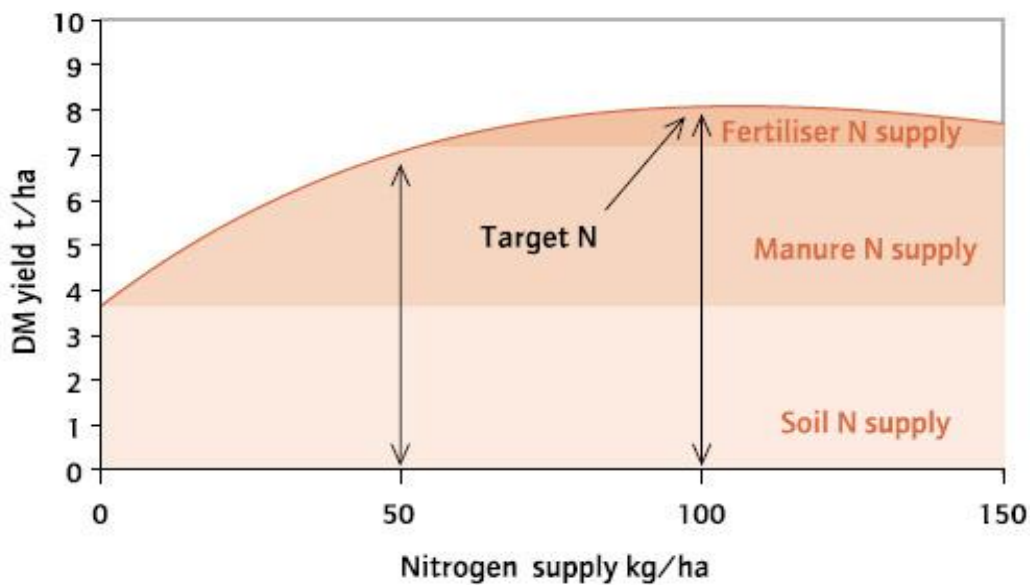 10
9
8
7
6
5
4
3
2
1
0
DM yield t/ha
Fertiliser N supply
Target N
Manure N supply
Soil N supply
0 50 100 150
Nitrogen supply kg/ha